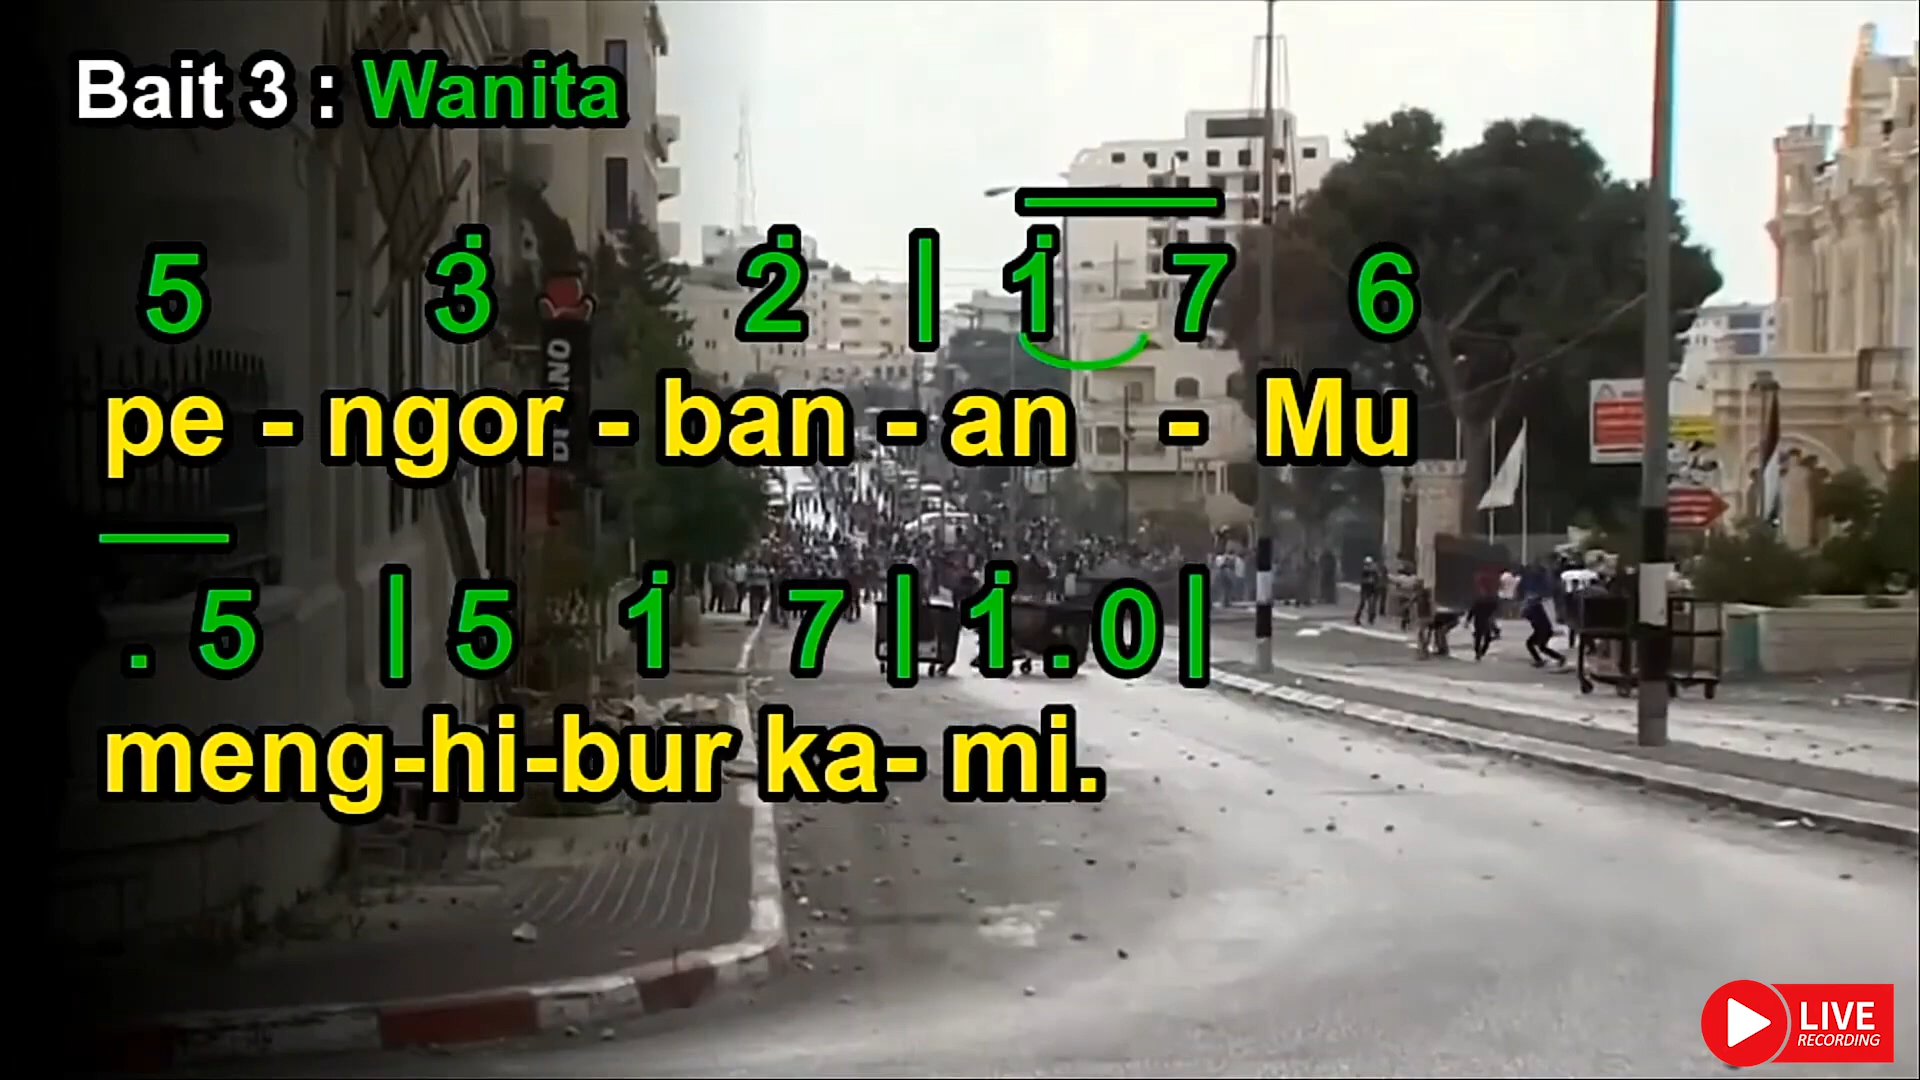 Bait 3 : Wanita
5 3̇ 2̇ | 1̇ 7 6
pe - ngor - ban - an - Mu
. 5 | 5 1̇ 7 | 1̇ . 0 |
meng-hi-bur ka- mi.
LIVE
RECORDING